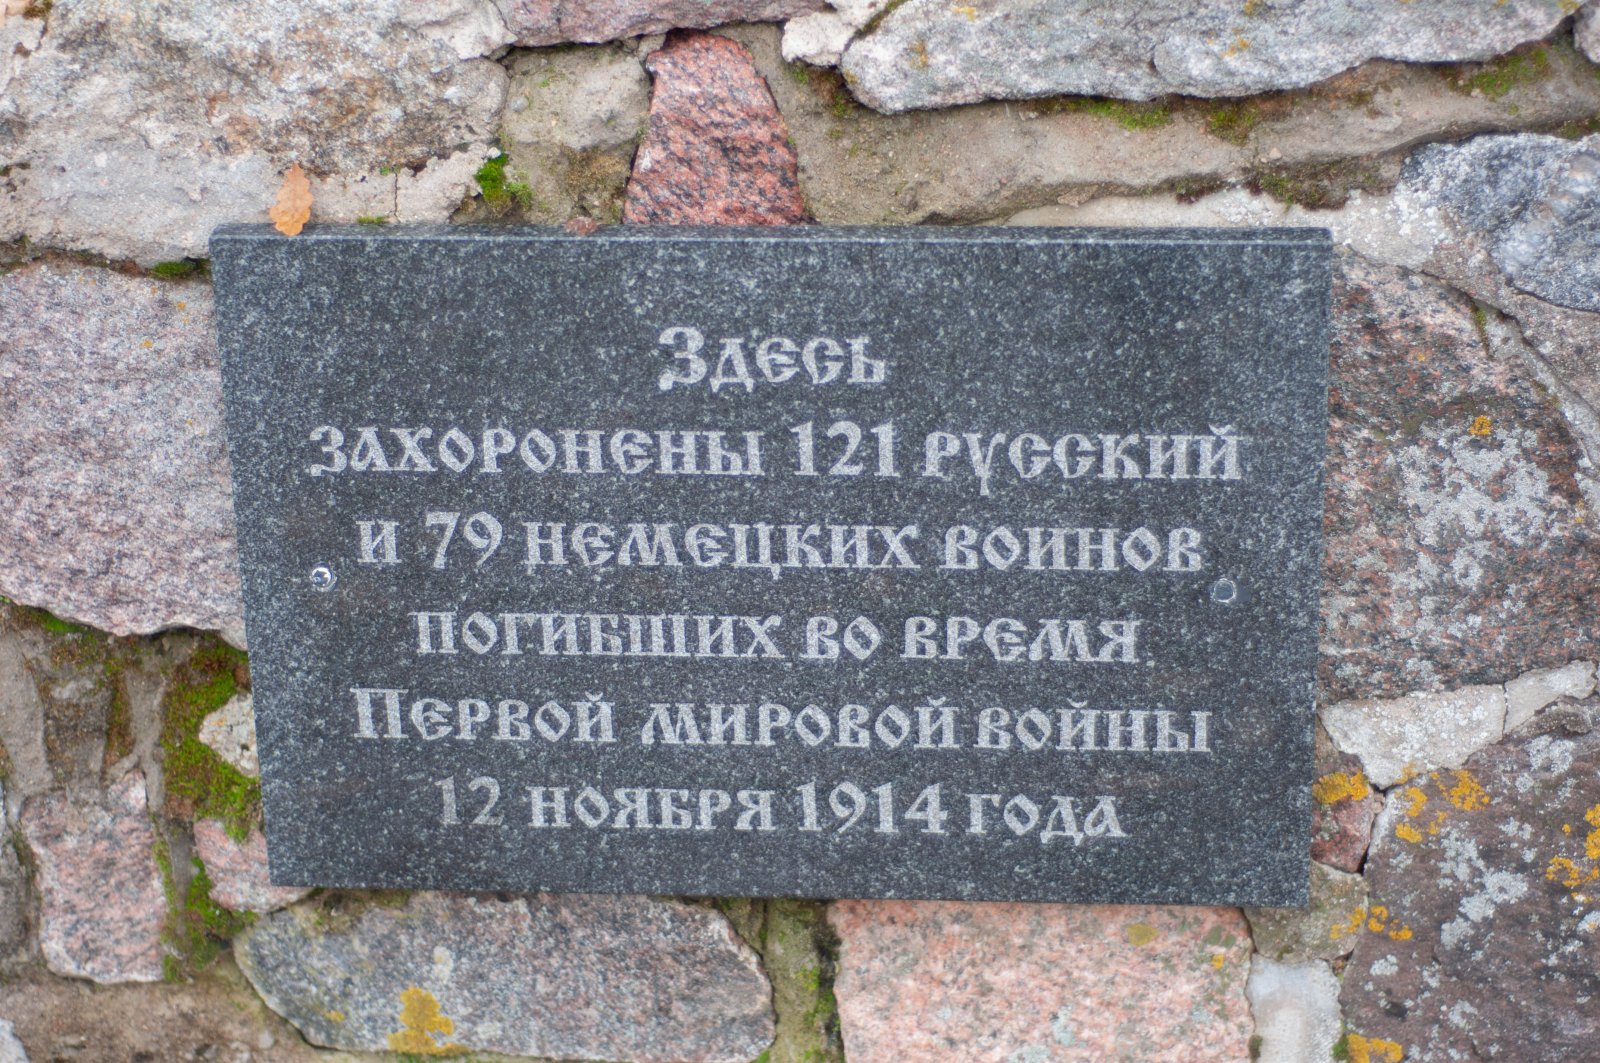 Здесь
захоронены 121 русский
и 79 немецких воинов
погибших во время
Первой мировой войны
12 ноября 1914 года